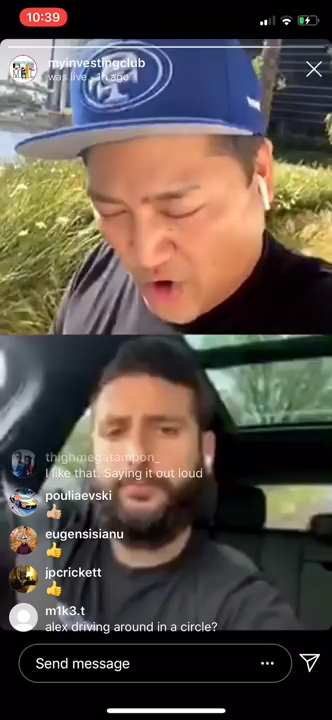 10:39
myinvestingclub
was live · 1h ago
thighmegatampon_
I like that. Saying it out loud
pouliaevski
👍🏼
eugensisianu
👍
jpcrickett
👍
m1k3.t
alex driving around in a circle?
Send message